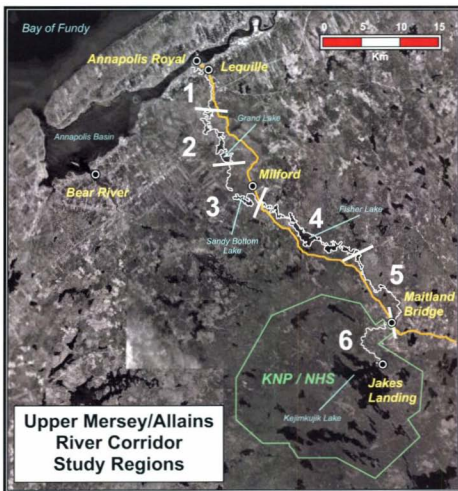 Bay of Fundy
0 5 10 15
Km
Annapolis Royal
Lequille
1
Annapolis Basin
Grand Lake
2
Bear River
Milford
3
4
Fisher Lake
Sandy Bottom
Lake
5
Maitland
Bridge
6
KNP / NHS
Jakes
Landing
Kejimkujik Lake
Upper Mersey/Allains
River Corridor
Study Regions